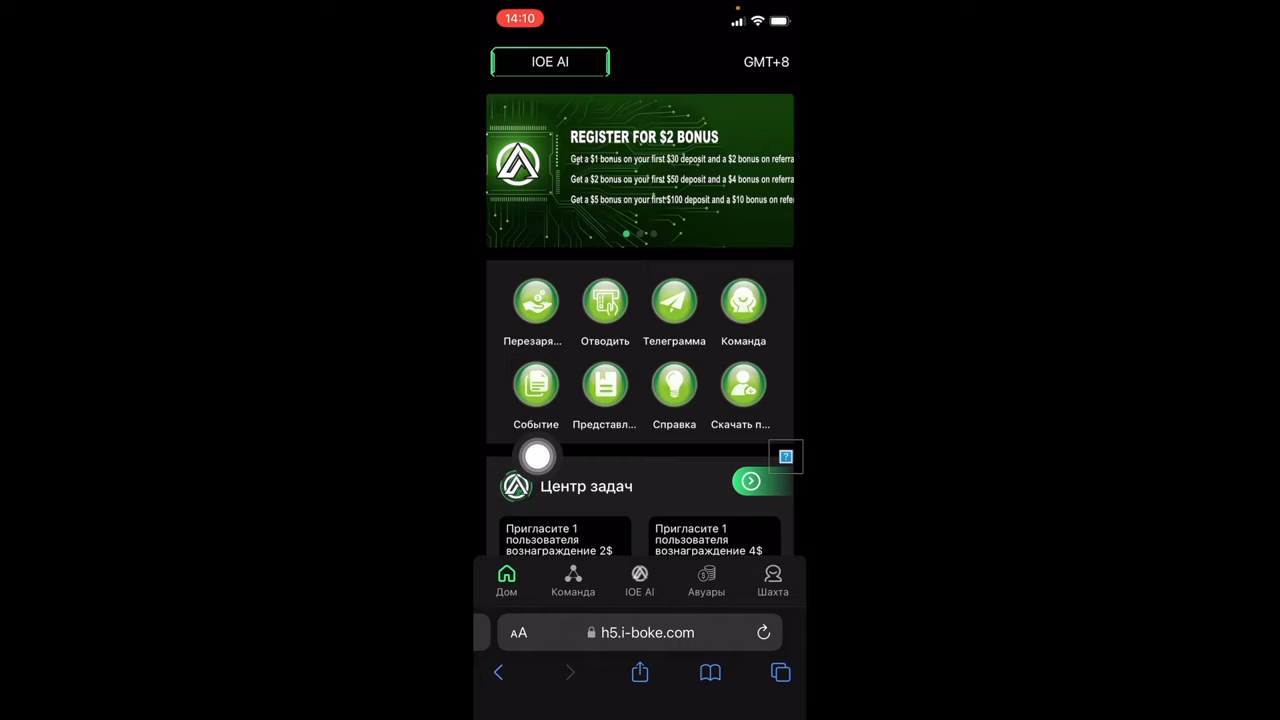 14:10
IOE AI
GMT+8
REGISTER FOR $2 BONUS
Get a $1 bonus on your first $30 deposit and a $2 bonus on referra
Get a $2 bonus on your first $50 deposit and a $4 bonus on referra
Get a $5 bonus on your first $100 deposit and a $10 bonus on refe
Перезаря... Отводить Телеграмма Команда
Событие Представл... Справка Скачать п...
Центр задач
Пригласите 1
пользователя
вознаграждение 2$
Пригласите 1
пользователя
вознаграждение 4$
Дом Команда IOE AI Авуары Шахта
AA h5.i-boke.com